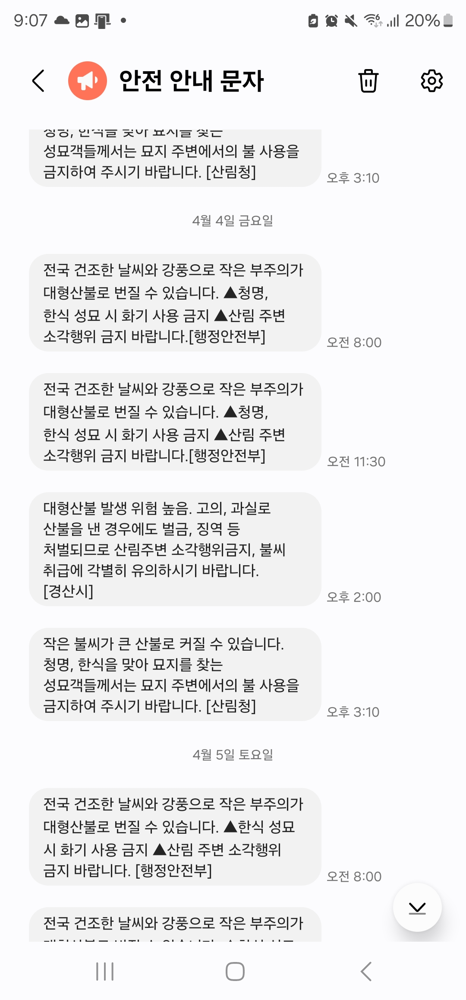 9:07
20%
안전 안내 문자
청명, 한식을 맞아 묘지를 찾는
성묘객들께서는 묘지 주변에서의 불 사용을
금지하여 주시기 바랍니다. [산림청]
오후 3:10
4월 4일 금요일
전국 건조한 날씨와 강풍으로 작은 부주의가
대형산불로 번질 수 있습니다. ▲청명,
한식 성묘 시 화기 사용 금지 ▲산림 주변
소각행위 금지 바랍니다.[행정안전부]
오전 8:00
전국 건조한 날씨와 강풍으로 작은 부주의가
대형산불로 번질 수 있습니다. ▲청명,
한식 성묘 시 화기 사용 금지 ▲산림 주변
소각행위 금지 바랍니다.[행정안전부]
오전 11:30
대형산불 발생 위험 높음. 고의, 과실로
산불을 낸 경우에도 벌금, 징역 등
처벌되므로 산림주변 소각행위금지, 불씨
취급에 각별히 유의하시기 바랍니다.
[경산시]
오후 2:00
작은 불씨가 큰 산불로 커질 수 있습니다.
청명, 한식을 맞아 묘지를 찾는
성묘객들께서는 묘지 주변에서의 불 사용을
금지하여 주시기 바랍니다. [산림청]
오후 3:10
4월 5일 토요일
전국 건조한 날씨와 강풍으로 작은 부주의가
대형산불로 번질 수 있습니다. ▲한식 성묘
시 화기 사용 금지 ▲산림 주변 소각행위
금지 바랍니다. [행정안전부]
오전 8:00
전국 건조한 날씨와 강풍으로 작은 부주의가